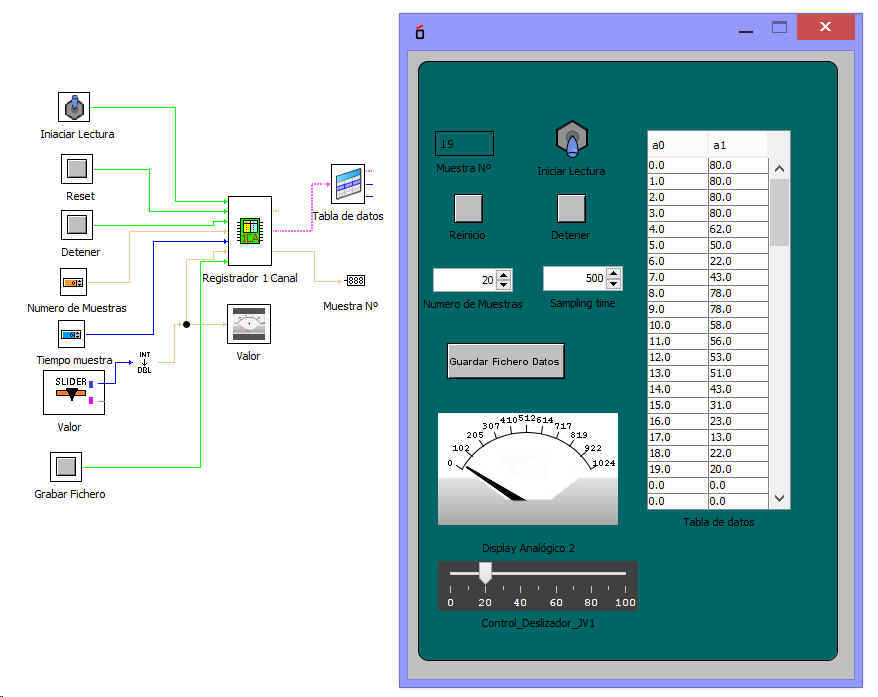 Iniaciar Lectura
Reset
Detener
Numero de Muestras
Tiempo muestra
SLIDER
Valor
Grabar Fichero
INT
DBL
Registrador 1 Canal
Valor
Tabla de datos
888
Muestra Nº
19
Muestra Nº
Iniciar Lectura
Reinicio
Detener
20
Numero de Muestras
500
Sampling time
Guardar Fichero Datos
0 102 205 307 410 512 614 717 819 922 1024
Display Analógico 2
0 20 40 60 80 100
Control_Deslizador_JV1
a0 a1
0.0 80.0
1.0 80.0
2.0 80.0
3.0 80.0
4.0 62.0
5.0 50.0
6.0 22.0
7.0 43.0
8.0 78.0
9.0 78.0
10.0 58.0
11.0 56.0
12.0 53.0
13.0 51.0
14.0 43.0
15.0 31.0
16.0 23.0
17.0 13.0
18.0 22.0
19.0 20.0
0.0 0.0
0.0 0.0
Tabla de datos